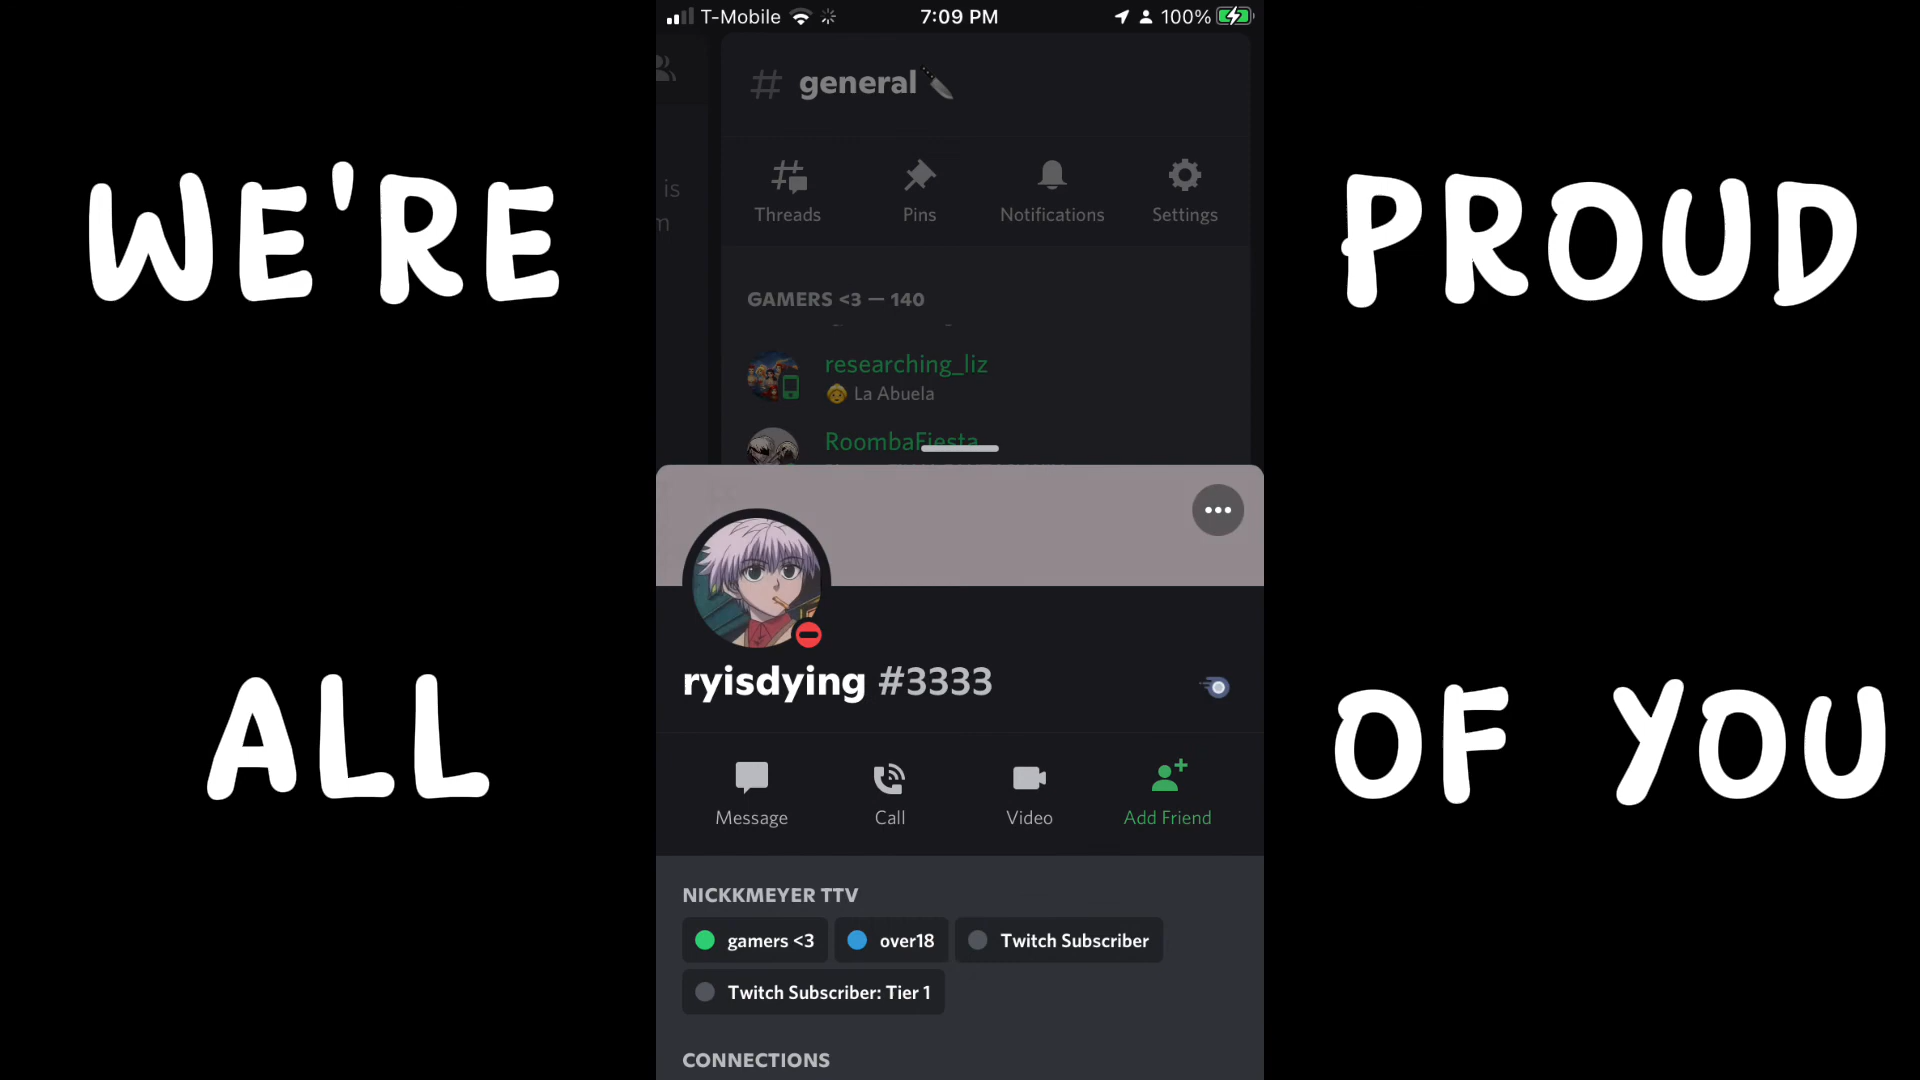 T-Mobile 7:09 PM 100%
general
is
m
Threads Pins Notifications Settings
GAMERS <3 — 140
researching_liz
La Abuela
RoombaFiesta
ryisdying #3333
Message Call Video Add Friend
NICKKMEYER TTV
gamers <3 over18 Twitch Subscriber
Twitch Subscriber: Tier 1
CONNECTIONS
WE'RE
ALL
PROUD
OF YOU